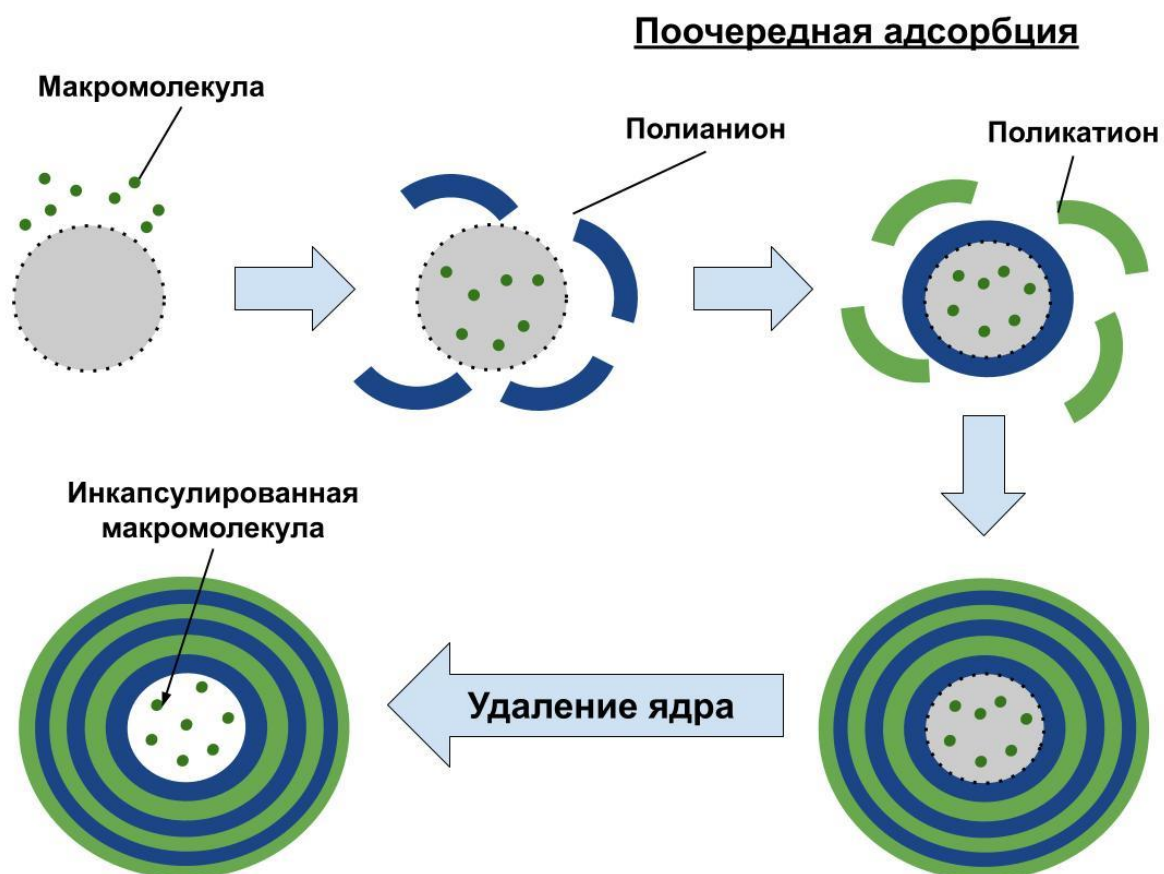 Поочередная адсорбция
Макромолекула
Полианион
Поликатион
Инкапсулированная
макромолекула
Удаление ядра